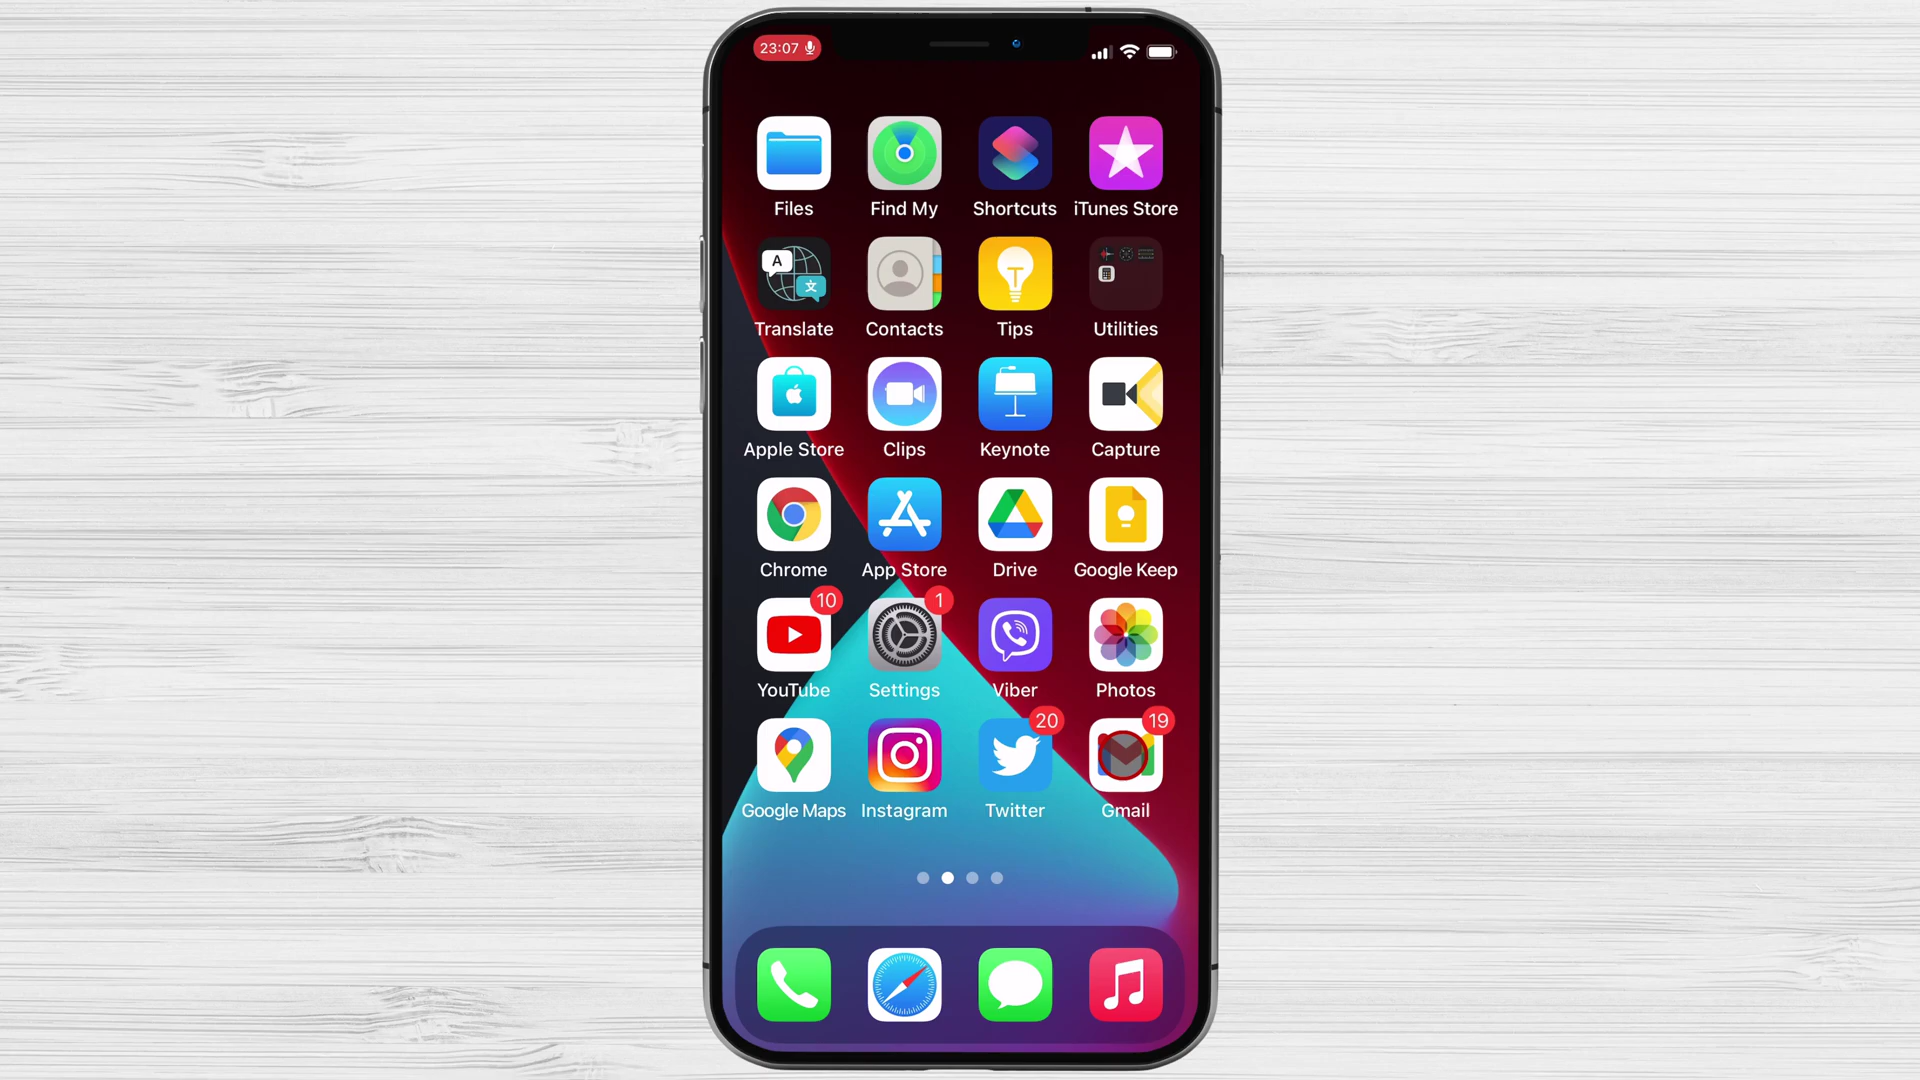 23:07
Files Find My Shortcuts iTunes Store
A
文
Translate Contacts Tips Utilities
Apple Store Clips Keynote Capture
Chrome App Store Drive Google Keep
10 1
YouTube Settings Viber Photos
20 19
Google Maps Instagram Twitter Gmail